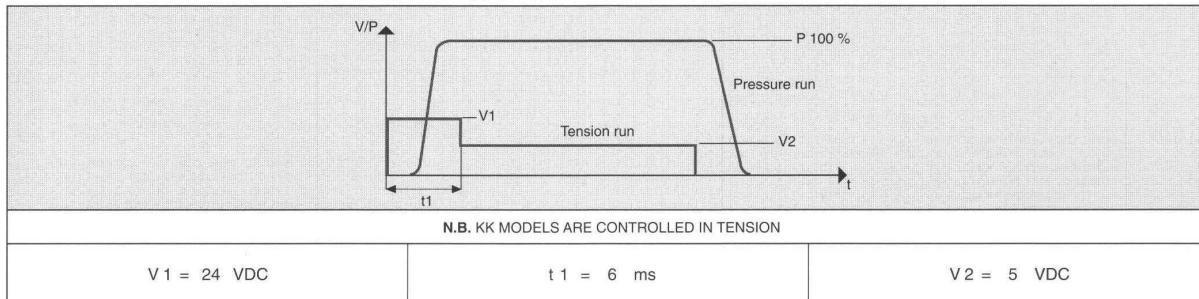 V/P
P 100 %
Pressure run
V1
Tension run
V2
t
t1
N.B. KK MODELS ARE CONTROLLED IN TENSION
V 1 = 24 VDC
t 1 = 6 ms
V 2 = 5 VDC